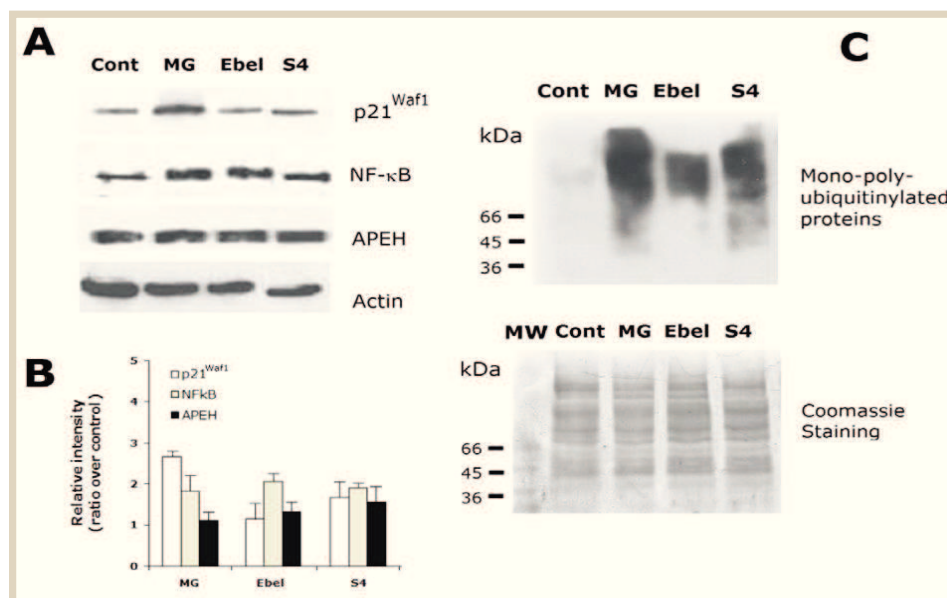 A
Cont MG Ebel S4
p21Waf1
NF-κB
APEH
Actin
B
5
4
3
2
1
0
Relative intensity
(ratio over control)
p21Waf1
NFkB
APEH
MG Ebel S4
C
Cont MG Ebel S4
kDa
66
45
36
Mono-poly-
ubiquitinylated
proteins
MW Cont MG Ebel S4
kDa
66
45
36
Coomassie
Staining